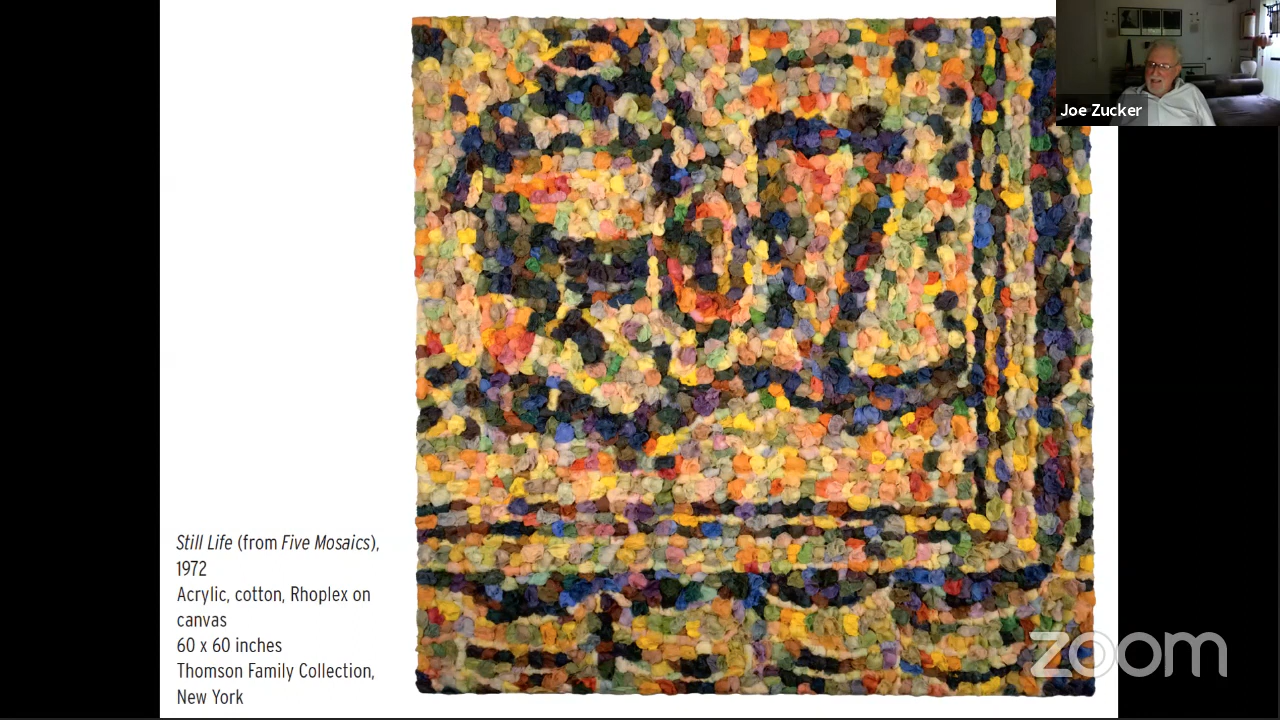 Joe Zucker
Still Life (from Five Mosaics),
1972
Acrylic, cotton, Rhoplex on
canvas
60 x 60 inches
Thomson Family Collection,
New York
zoom